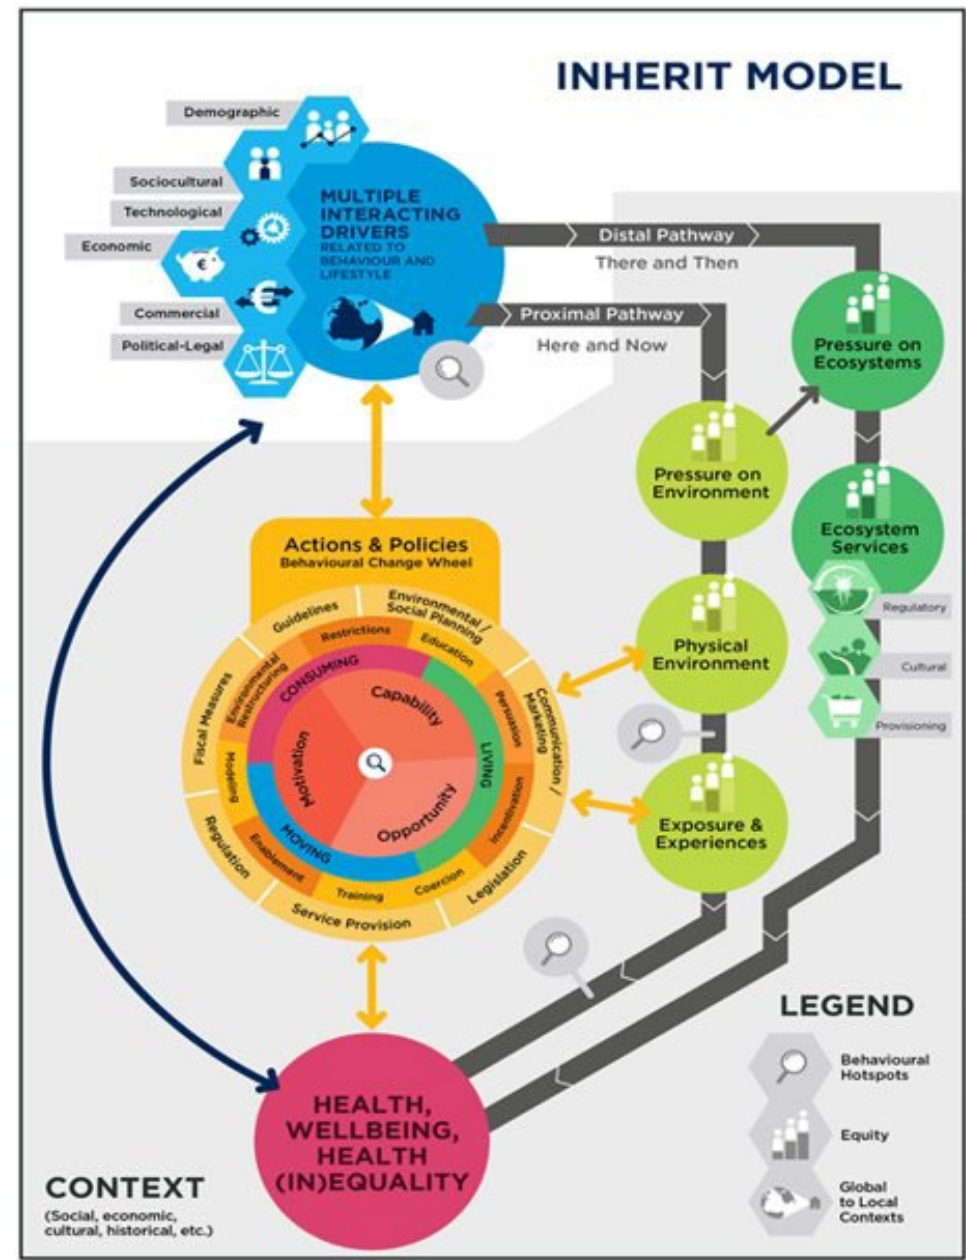 INHERIT MODEL
Demographic
Sociocultural
Technological
Economic
Commercial
Political-Legal
MULTIPLE
INTERACTING
DRIVERS
RELATED TO
BEHAVIOUR AND
LIFESTYLE
Distal Pathway
There and Then
Proximal Pathway
Here and Now
Pressure on
Ecosystems
Pressure on
Environment
Ecosystem
Services
Regulatory
Cultural
Provisioning
Physical
Environment
Exposure &
Experiences
Actions & Policies
Behavioural Change Wheel
Guidelines
Environmental /
Social Planning
Communication /
Marketing
Legislation
Service Provision
Regulation
Fiscal Measures
Restrictions
Education
Persuasion
Incentivation
Coercion
Training
Enablement
Modeling
Environmental
Restructuring
CONSUMING
LIVING
MOVING
Capability
Opportunity
Motivation
HEALTH,
WELLBEING,
HEALTH
(IN)EQUALITY
CONTEXT
(Social, economic,
cultural, historical, etc.)
LEGEND
Behavioural
Hotspots
Equity
Global
to Local
Contexts